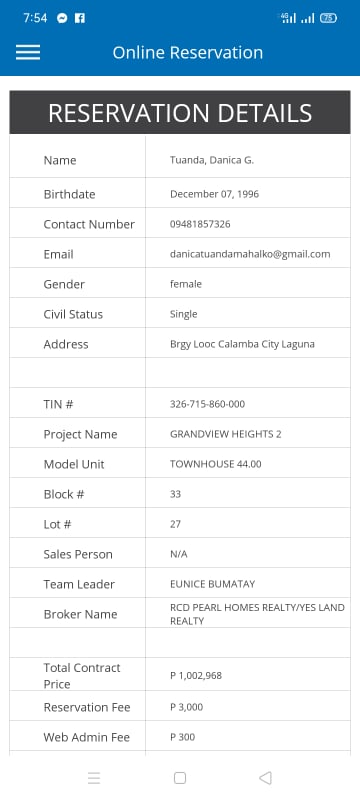 7:54
4G
75
Online Reservation
RESERVATION DETAILS
Name Tuanda, Danica G.
Birthdate December 07, 1996
Contact Number 09481857326
Email danicatuandamahalko@gmail.com
Gender female
Civil Status Single
Address Brgy Looc Calamba City Laguna
TIN # 326-715-860-000
Project Name GRANDVIEW HEIGHTS 2
Model Unit TOWNHOUSE 44.00
Block # 33
Lot # 27
Sales Person N/A
Team Leader EUNICE BUMATAY
Broker Name RCD PEARL HOMES REALTY/YES LAND
REALTY
Total Contract
Price P 1,002,968
Reservation Fee P 3,000
Web Admin Fee P 300